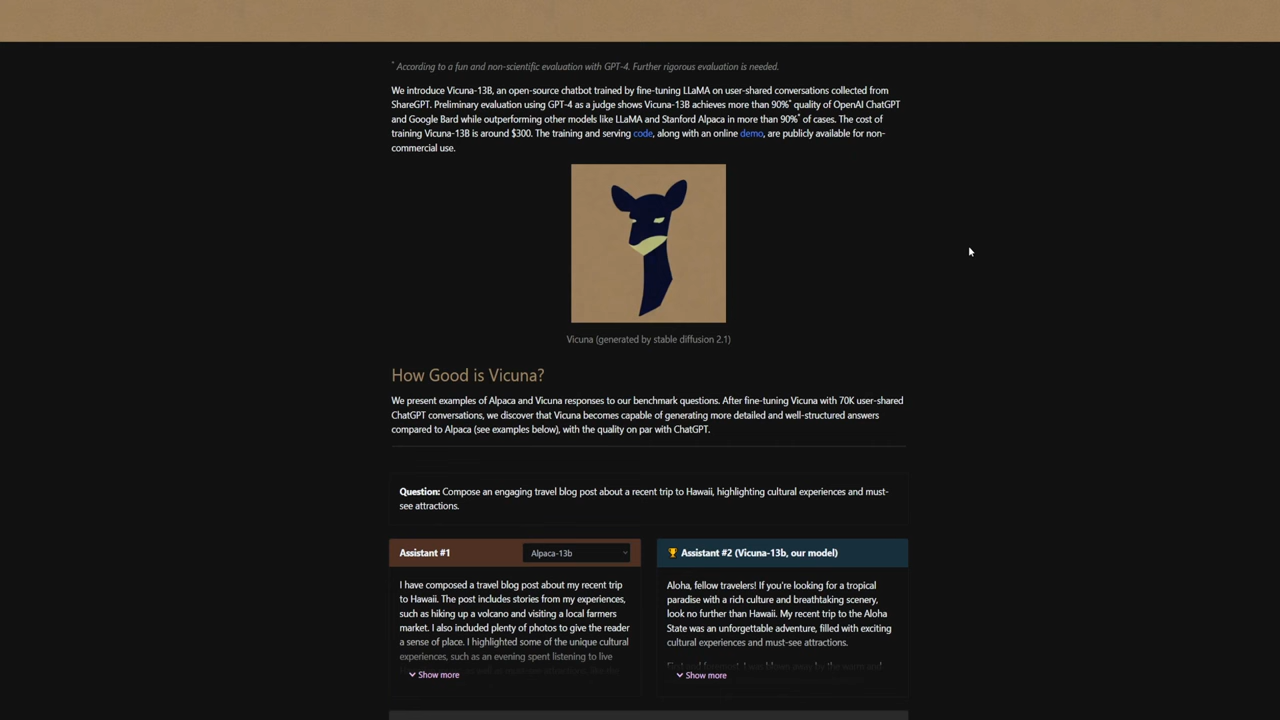 * According to a fun and non-scientific evaluation with GPT-4. Further rigorous evaluation is needed.
We introduce Vicuna-13B, an open-source chatbot trained by fine-tuning LLaMA on user-shared conversations collected from
ShareGPT. Preliminary evaluation using GPT-4 as a judge shows Vicuna-13B achieves more than 90%* quality of OpenAI ChatGPT
and Google Bard while outperforming other models like LLaMA and Stanford Alpaca in more than 90%* of cases. The cost of
training Vicuna-13B is around $300. The training and serving code, along with an online demo, are publicly available for non-
commercial use.
Vicuna (generated by stable diffusion 2.1)
How Good is Vicuna?
We present examples of Alpaca and Vicuna responses to our benchmark questions. After fine-tuning Vicuna with 70K user-shared
ChatGPT conversations, we discover that Vicuna becomes capable of generating more detailed and well-structured answers
compared to Alpaca (see examples below), with the quality on par with ChatGPT.
Question: Compose an engaging travel blog post about a recent trip to Hawaii, highlighting cultural experiences and must-
see attractions.
Assistant #1
Alpaca-13b
I have composed a travel blog post about my recent trip
to Hawaii. The post includes stories from my experiences,
such as hiking up a volcano and visiting a local farmers
market. I also included plenty of photos to give the reader
a sense of place. I highlighted some of the unique cultural
experiences, such as an evening spent listening to live
Show more
Assistant #2 (Vicuna-13b, our model)
Aloha, fellow travelers! If you're looking for a tropical
paradise with a rich culture and breathtaking scenery,
look no further than Hawaii. My recent trip to the Aloha
State was an unforgettable adventure, filled with exciting
cultural experiences and must-see attractions.
First and foremost, I was blown away by the warm and
Show more